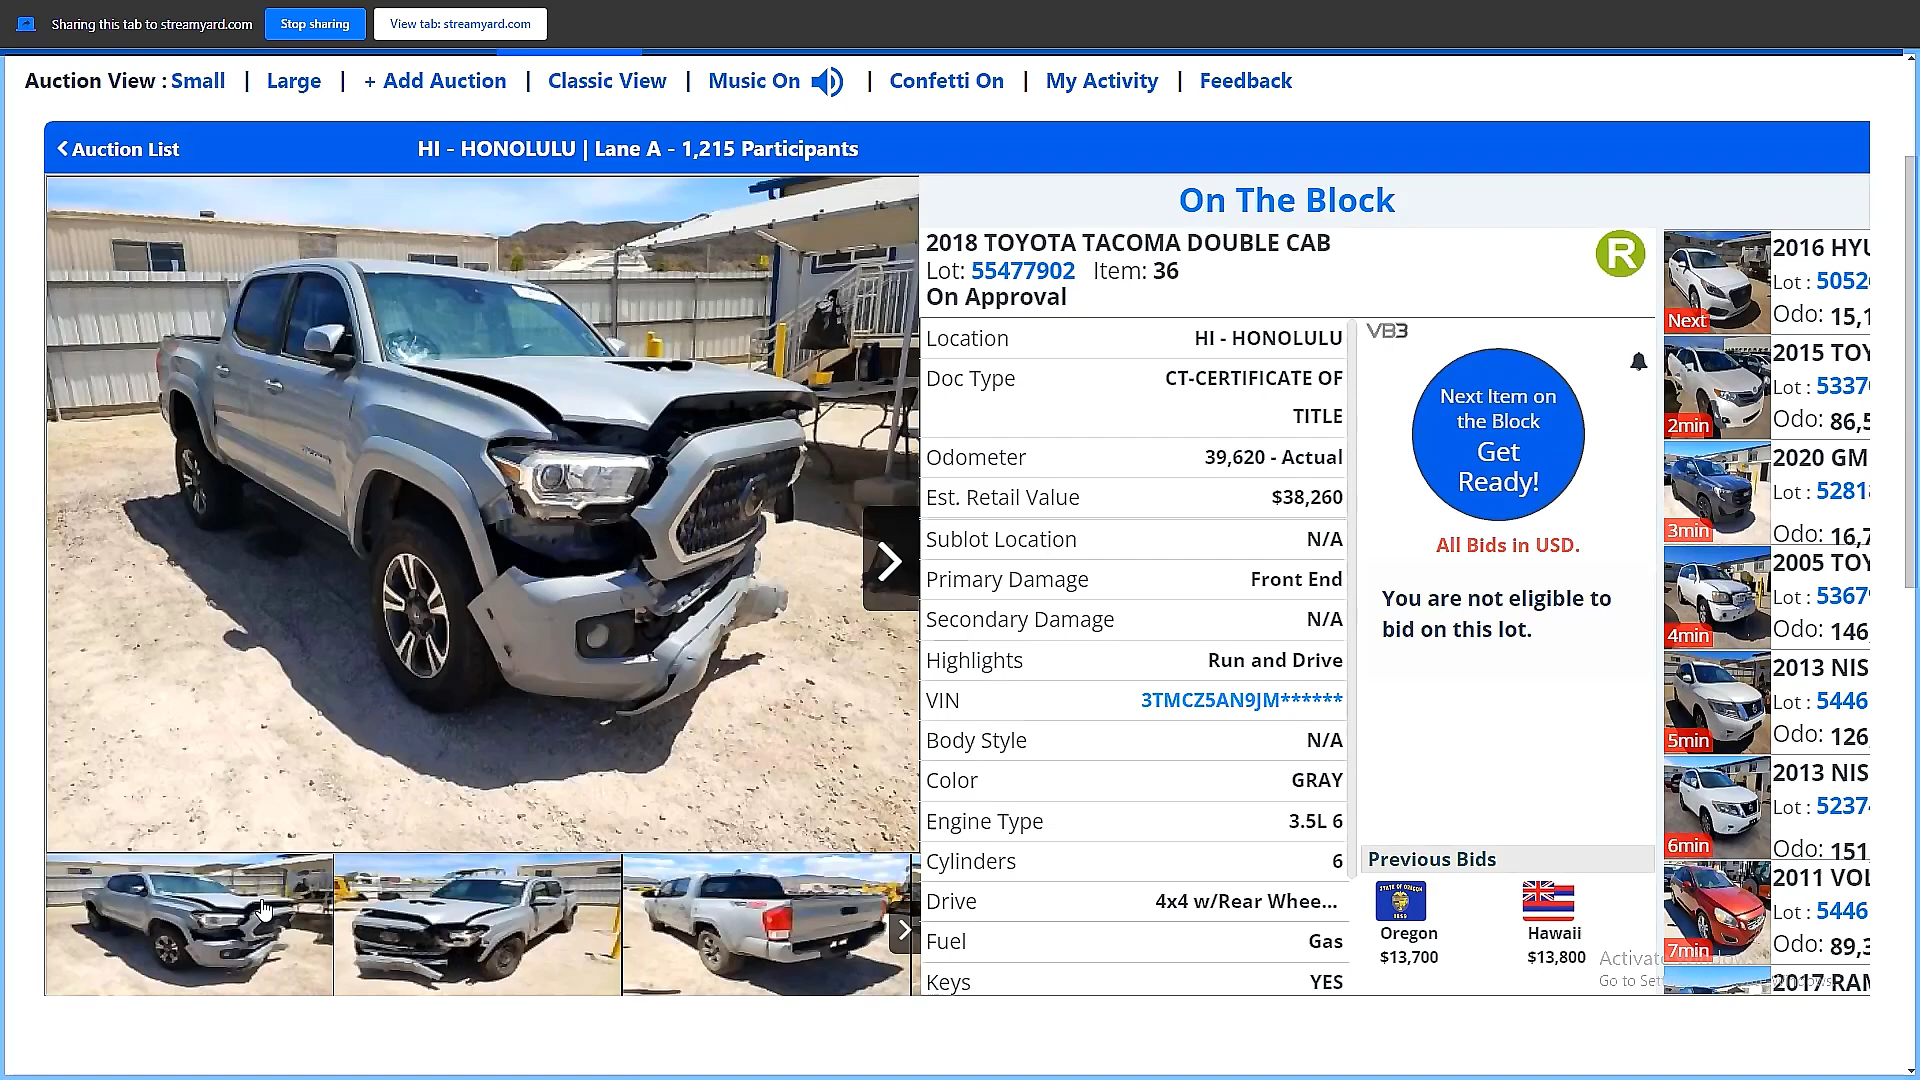 Sharing this tab to streamyard.com
Stop sharing
View tab: streamyard.com
Auction View : Small | Large | + Add Auction | Classic View | Music On | Confetti On | My Activity | Feedback
Auction List
HI - HONOLULU | Lane A - 1,215 Participants
On The Block
2018 TOYOTA TACOMA DOUBLE CAB
Lot: 55477902 Item: 36
On Approval
R
Location HI - HONOLULU
Doc Type CT-CERTIFICATE OF
TITLE
Odometer 39,620 - Actual
Est. Retail Value $38,260
Sublot Location N/A
Primary Damage Front End
Secondary Damage N/A
Highlights Run and Drive
VIN 3TMCZ5AN9JM******
Body Style N/A
Color GRAY
Engine Type 3.5L 6
Cylinders 6
Drive 4x4 w/Rear Whee...
Fuel Gas
Keys YES
VB3
Next Item on
the Block
Get
Ready!
All Bids in USD.
You are not eligible to
bid on this lot.
Previous Bids
Oregon
$13,700
Hawaii
$13,800
Next
2016 HYU
Lot : 5052
Odo: 15,1
2min
2015 TOY
Lot : 5337
Odo: 86,5
3min
2020 GM
Lot : 5281
Odo: 16,7
4min
2005 TOY
Lot : 5367
Odo: 146
5min
2013 NIS
Lot : 5446
Odo: 126
6min
2013 NIS
Lot : 5237
Odo: 151
7min
2011 VOL
Lot : 5446
Odo: 89,3
2017 RAM